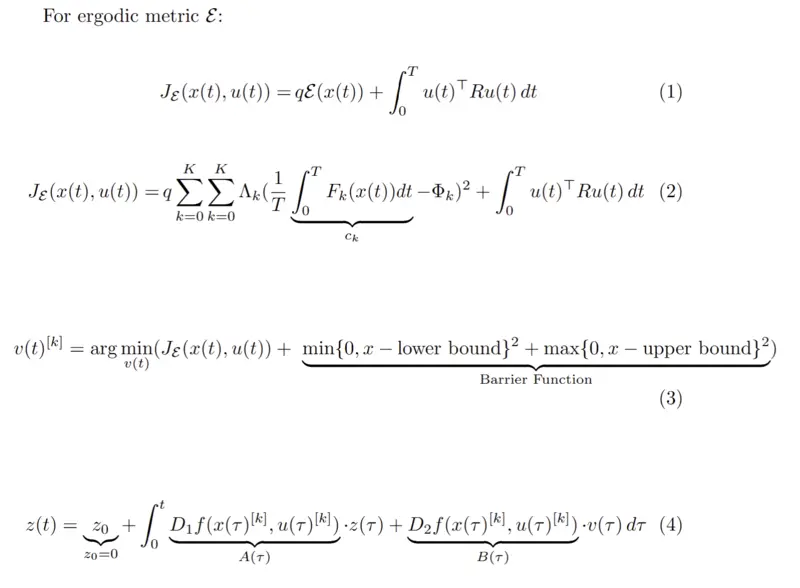 For ergodic metric ℰ:
J_ℰ(x(t), u(t)) = qℰ(x(t)) + ∫_0^T u(t)^⊤ Ru(t) dt (1)
J_ℰ(x(t), u(t)) = q ∑_{k=0}^K ∑_{k=0}^K Λ_k(1/T ∫_0^T F_k(x(t))dt − Φ_k)^2 + ∫_0^T u(t)^⊤ Ru(t) dt (2)
c_k
v(t)^{[k]} = arg min_{v(t)}(J_ℰ(x(t), u(t)) + min{0, x − lower bound}^2 + max{0, x − upper bound}^2)
Barrier Function
(3)
z(t) = z_0 + ∫_0^t D_1f(x(τ)^{[k]}, u(τ)^{[k]}) · z(τ) + D_2f(x(τ)^{[k]}, u(τ)^{[k]}) · v(τ) dτ (4)
z_0=0 A(τ) B(τ)